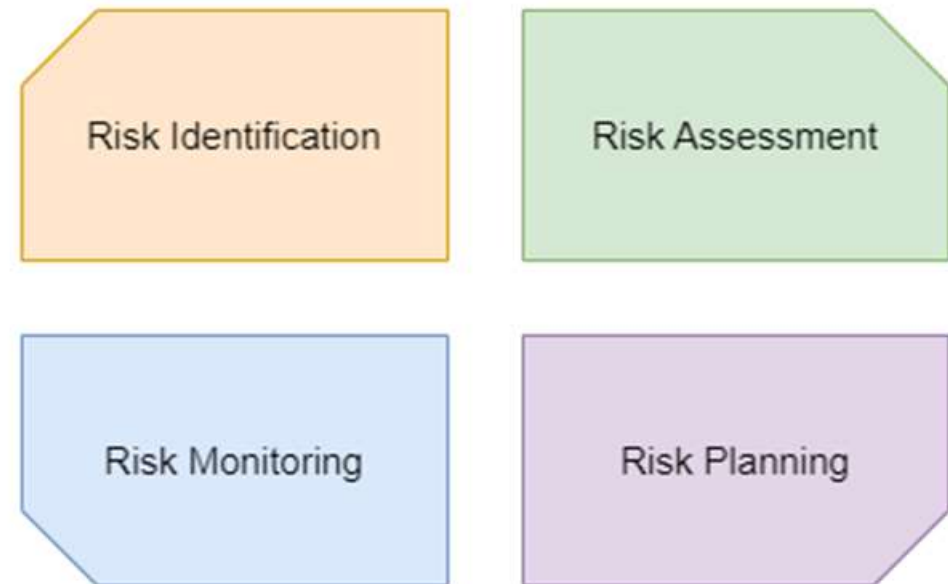 Risk Identification
Risk Assessment
Risk Monitoring
Risk Planning